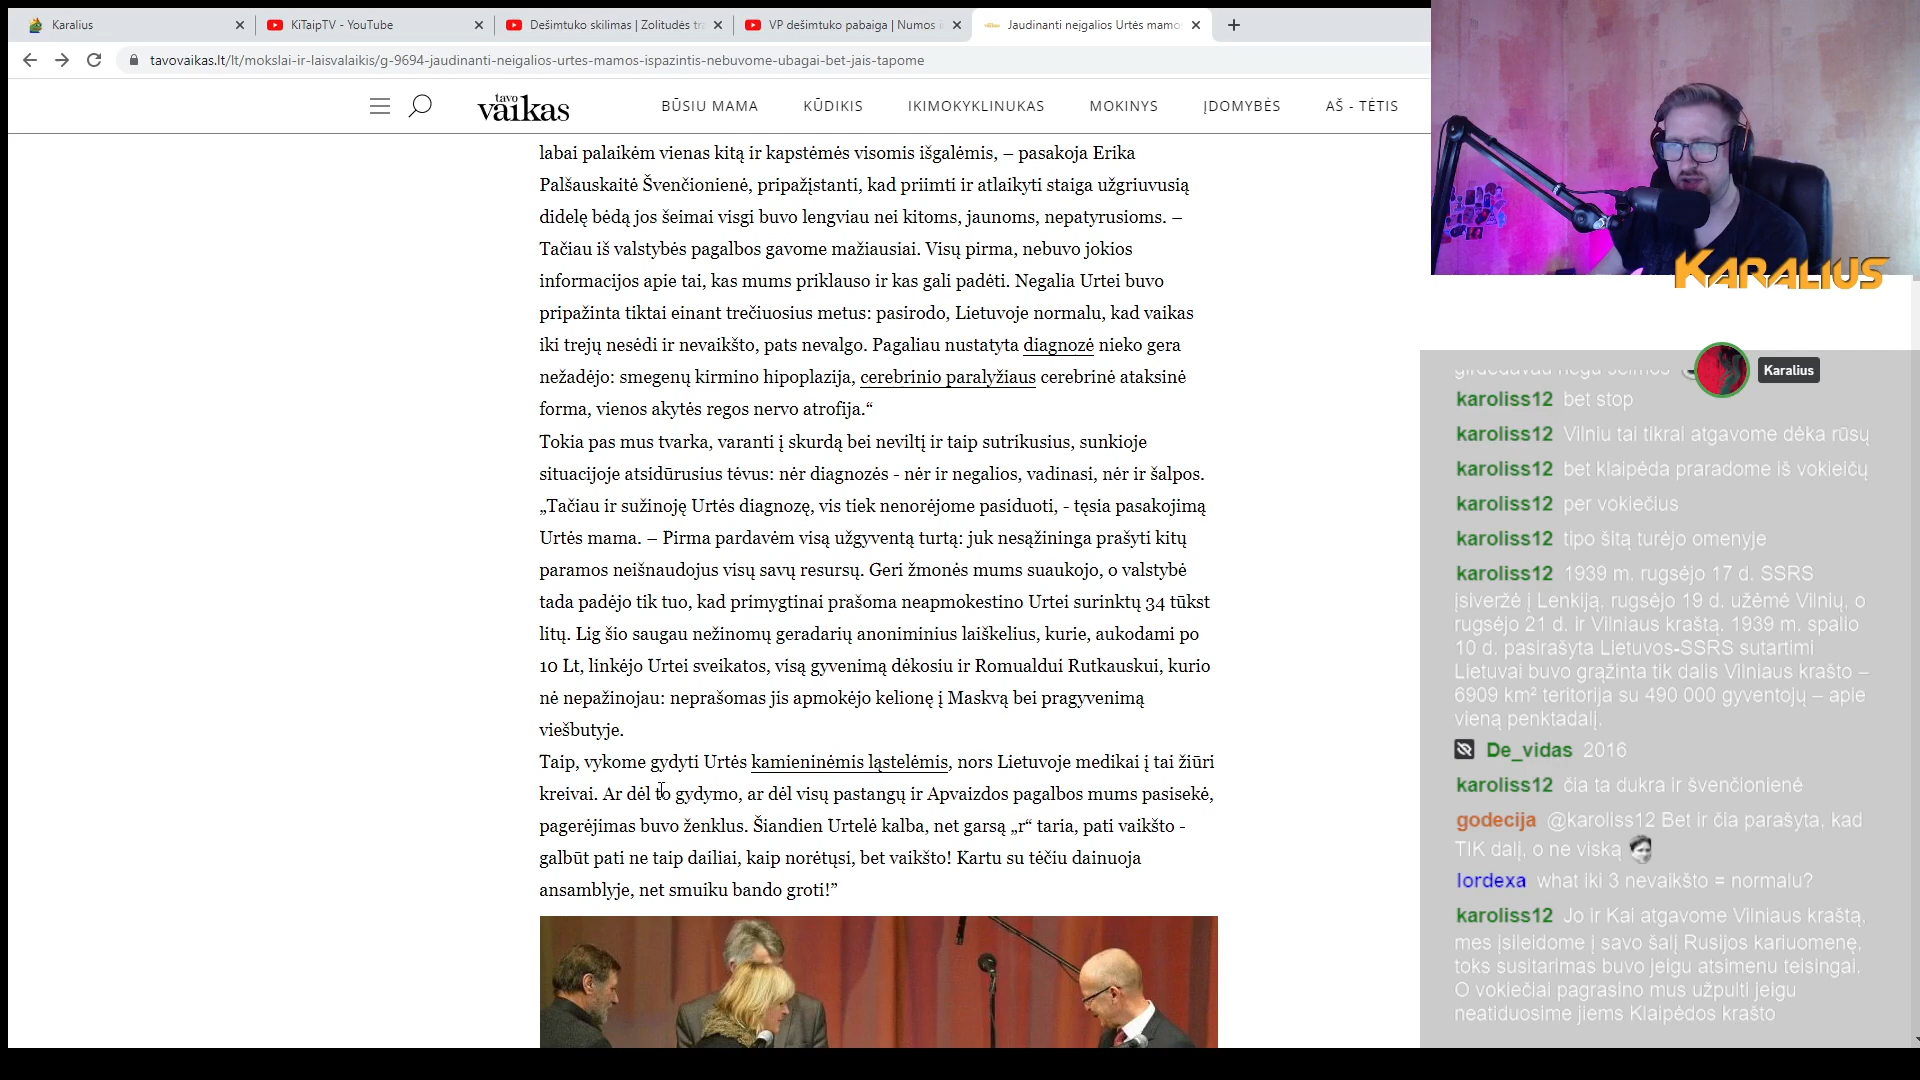 Karalius
KiTaipTV - YouTube
Dešimtuko skilimas | Zolitudės tr
VP dešimtuko pabaiga | Numos i
Jaudinanti neįgalios Urtės mamos
tavovaikas.lt/lt/mokslai-ir-laisvalaikis/g-9694-jaudinanti-neigalios-urtes-mamos-ispazintis-nebuvome-ubagai-bet-jais-tapome
tavo
vaikas
BŪSIU MAMA
KŪDIKIS
IKIMOKYKLINUKAS
MOKINYS
ĮDOMYBĖS
AŠ - TĖTIS
labai palaikėm vienas kitą ir kapstėmės visomis išgalėmis, – pasakoja Erika
Palšauskaitė Švenčionienė, pripažįstanti, kad priimti ir atlaikyti staiga užgriuvusią
didelę bėdą jos šeimai visgi buvo lengviau nei kitoms, jaunoms, nepatyrusioms. –
Tačiau iš valstybės pagalbos gavome mažiausiai. Visų pirma, nebuvo jokios
informacijos apie tai, kas mums priklauso ir kas gali padėti. Negalia Urtei buvo
pripažinta tiktai einant trečiuosius metus: pasirodo, Lietuvoje normalu, kad vaikas
iki trejų nesėdi ir nevaikšto, pats nevalgo. Pagaliau nustatyta diagnozė nieko gera
nežadėjo: smegenų kirmino hipoplazija, cerebrinio paralyžiaus cerebrinė ataksinė
forma, vienos akytės regos nervo atrofija.“
Tokia pas mus tvarka, varanti į skurdą bei neviltį ir taip sutrikusius, sunkioje
situacijoje atsidūrusius tėvus: nėr diagnozės - nėr ir negalios, vadinasi, nėr ir šalpos.
„Tačiau ir sužinoję Urtės diagnozę, vis tiek nenorėjome pasiduoti, - tęsia pasakojimą
Urtės mama. – Pirma pardavėm visą užgyventą turtą: juk nesąžininga prašyti kitų
paramos neišnaudojus visų savų resursų. Geri žmonės mums suaukojo, o valstybė
tada padėjo tik tuo, kad primygtinai prašoma neapmokestino Urtei surinktų 34 tūkst
litų. Lig šio saugau nežinomų geradarių anoniminius laiškelius, kurie, aukodami po
10 Lt, linkėjo Urtei sveikatos, visą gyvenimą dėkosiu ir Romualdui Rutkauskui, kurio
nė nepažinojau: neprašomas jis apmokėjo kelionę į Maskvą bei pragyvenimą
viešbutyje.
Taip, vykome gydyti Urtės kamieninėmis ląstelėmis, nors Lietuvoje medikai į tai žiūri
kreivai. Ar dėl to gydymo, ar dėl visų pastangų ir Apvaizdos pagalbos mums pasisekė,
pagerėjimas buvo ženklus. Šiandien Urtelė kalba, net garsą „r“ taria, pati vaikšto -
galbūt pati ne taip dailiai, kaip norėtųsi, bet vaikšto! Kartu su tėčiu dainuoja
ansamblyje, net smuiku bando groti!”
KARALIUS
Karalius
karoliss12 bet stop
karoliss12 Vilniu tai tikrai atgavome dėka rūsų
karoliss12 bet klaipėda praradome iš vokieičų
karoliss12 per vokiečius
karoliss12 tipo šitą turėjo omenyje
karoliss12 1939 m. rugsėjo 17 d. SSRS
įsiveržė į Lenkiją, rugsėjo 19 d. užėmė Vilnių, o
rugsėjo 21 d. ir Vilniaus kraštą. 1939 m. spalio
10 d. pasirašyta Lietuvos-SSRS sutartimi
Lietuvai buvo grąžinta tik dalis Vilniaus krašto –
6909 km² teritorija su 490 000 gyventojų – apie
vieną penktadalį.
De_vidas 2016
karoliss12 čia ta dukra ir švenčionienė
godecija @karoliss12 Bet ir čia parašyta, kad
TIK dalį, o ne viską
lordexa what iki 3 nevaikšto = normalu?
karoliss12 Jo ir Kai atgavome Vilniaus kraštą,
mes įsileidome į savo šalį Rusijos kariuomenę,
toks susitarimas buvo jeigu atsimenu teisingai.
O vokiečiai pagrasino mus užpulti jeigu
neatiduosime jiems Klaipėdos krašto